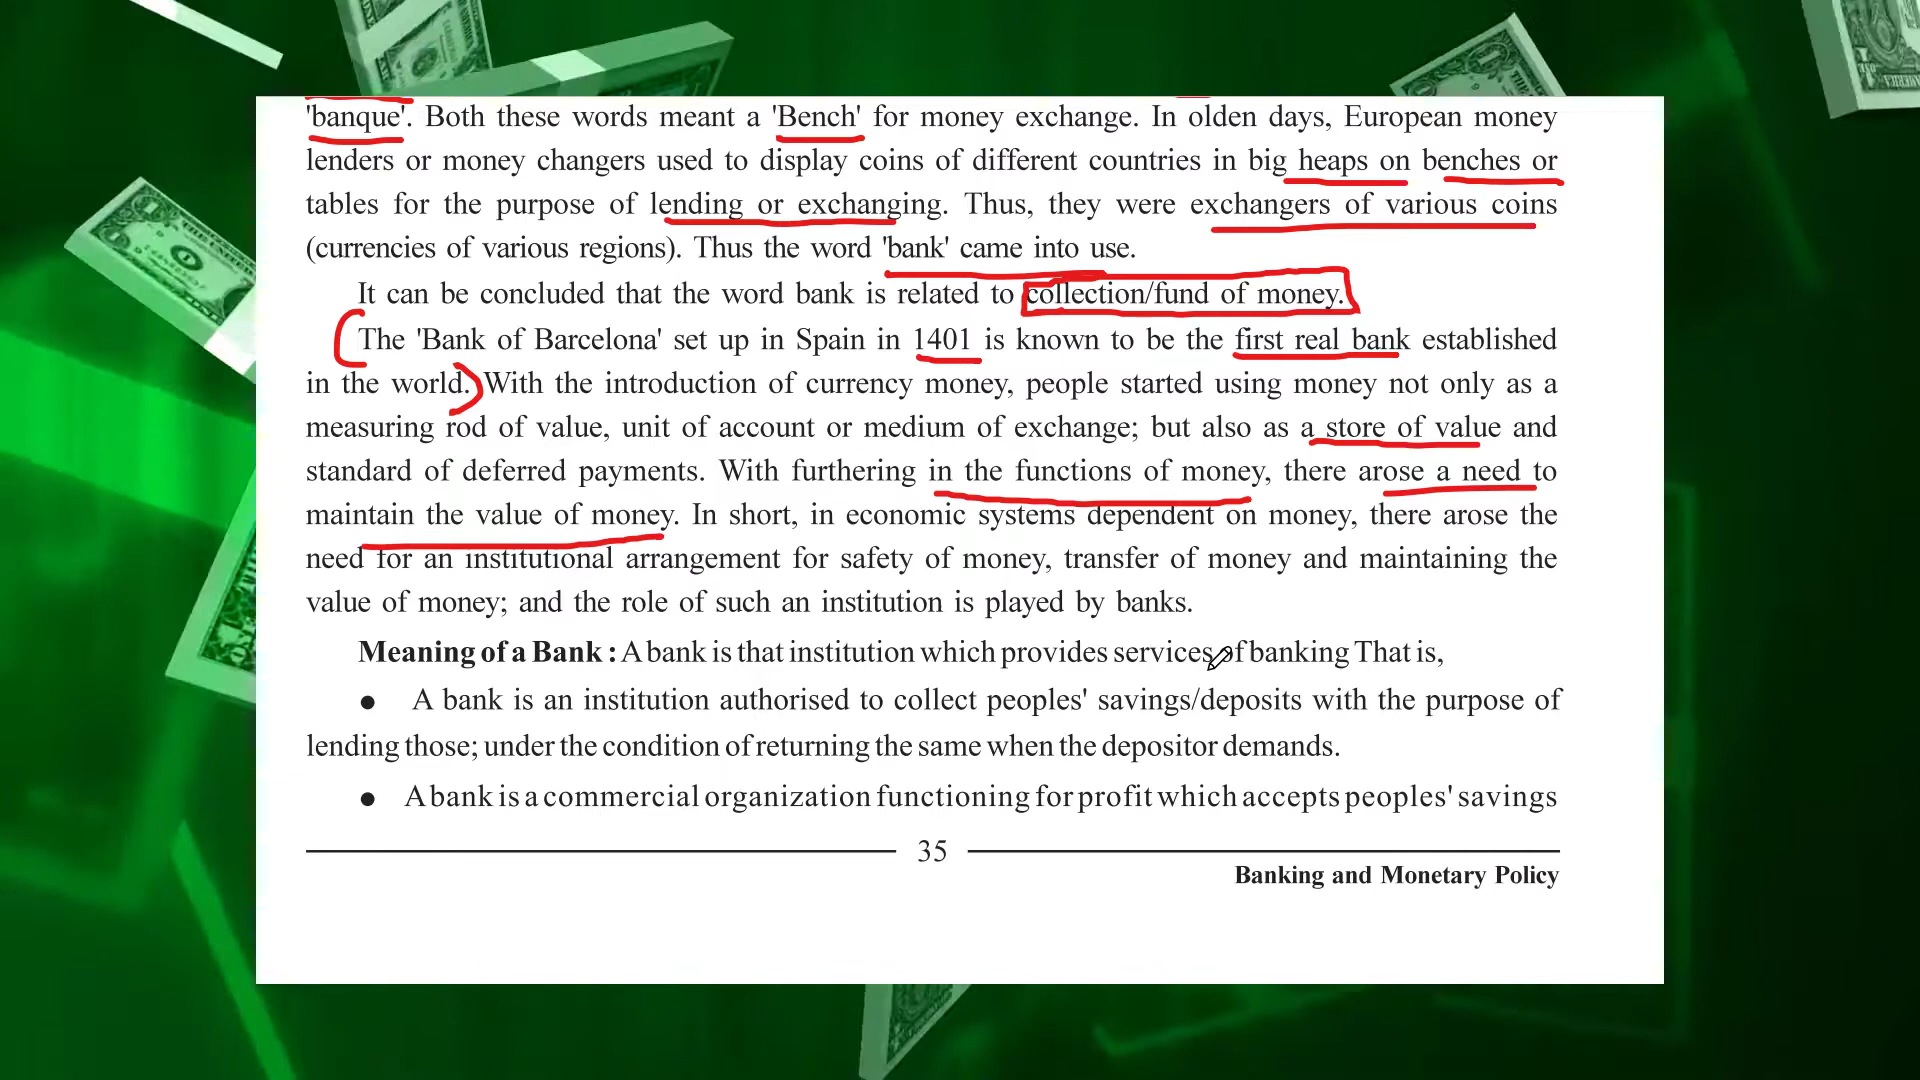 'banque'. Both these words meant a 'Bench' for money exchange. In olden days, European money
lenders or money changers used to display coins of different countries in big heaps on benches or
tables for the purpose of lending or exchanging. Thus, they were exchangers of various coins
(currencies of various regions). Thus the word 'bank' came into use.
It can be concluded that the word bank is related to collection/fund of money.
The 'Bank of Barcelona' set up in Spain in 1401 is known to be the first real bank established
in the world. With the introduction of currency money, people started using money not only as a
measuring rod of value, unit of account or medium of exchange; but also as a store of value and
standard of deferred payments. With furthering in the functions of money, there arose a need to
maintain the value of money. In short, in economic systems dependent on money, there arose the
need for an institutional arrangement for safety of money, transfer of money and maintaining the
value of money; and the role of such an institution is played by banks.
Meaning of a Bank : A bank is that institution which provides services of banking That is,
● A bank is an institution authorised to collect peoples' savings/deposits with the purpose of
lending those; under the condition of returning the same when the depositor demands.
● A bank is a commercial organization functioning for profit which accepts peoples' savings
35
Banking and Monetary Policy